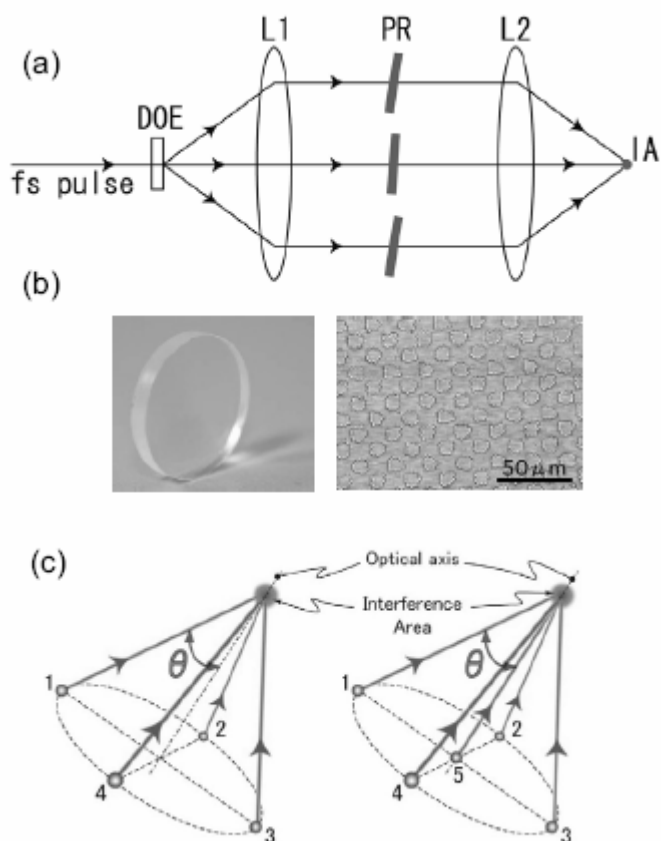 (a)
L1 PR L2
DOE
IA
fs pulse
(b)
50μm
(c)
Optical axis
Interference
Area
θ θ
1 1
2 2
5
4 4
3 3